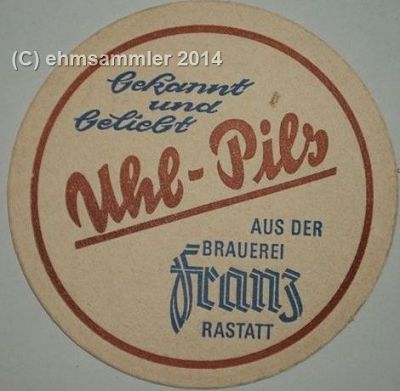 (C) ehmsammler 2014
bekannt
und
beliebt
Uhl-Pils
AUS DER
BRAUEREI
Franz
RASTATT